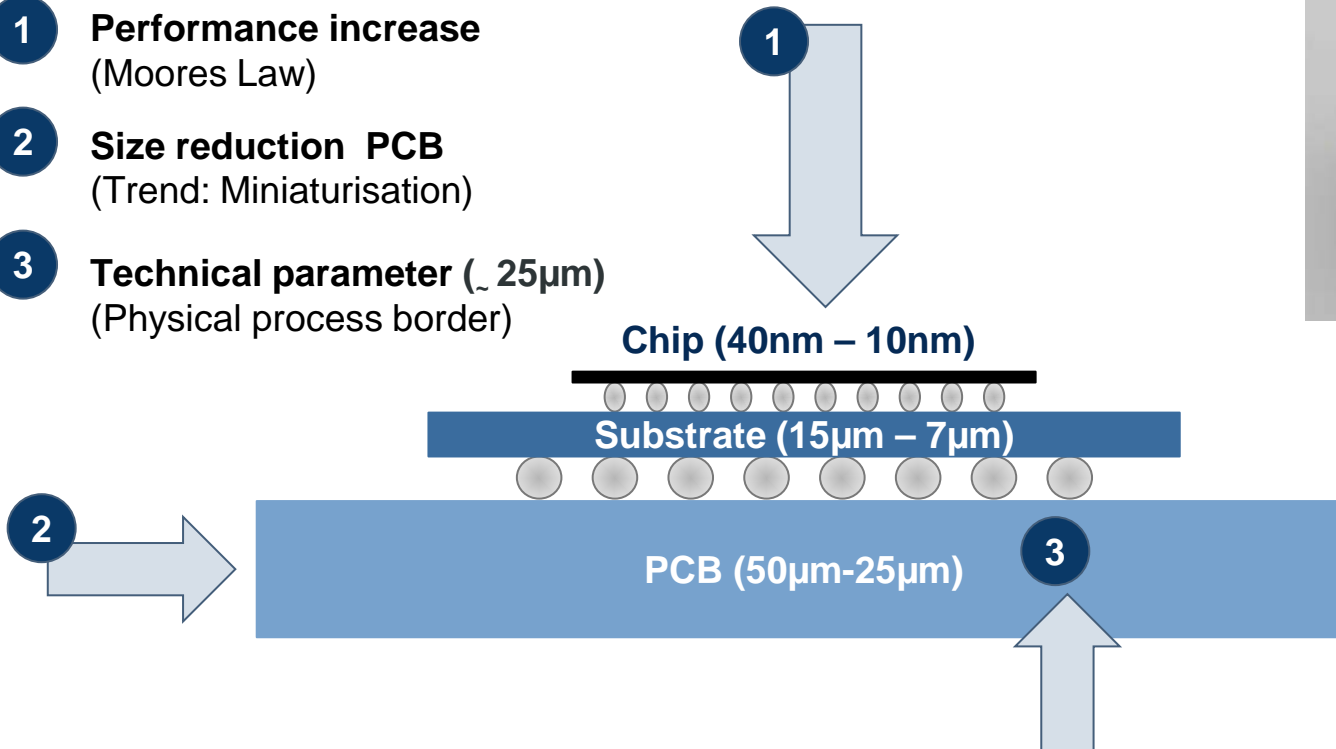 1 Performance increase
(Moores Law)
2 Size reduction PCB
(Trend: Miniaturisation)
3 Technical parameter (~ 25µm)
(Physical process border)
1
Chip (40nm – 10nm)
Substrate (15µm – 7µm)
2
PCB (50µm-25µm)
3